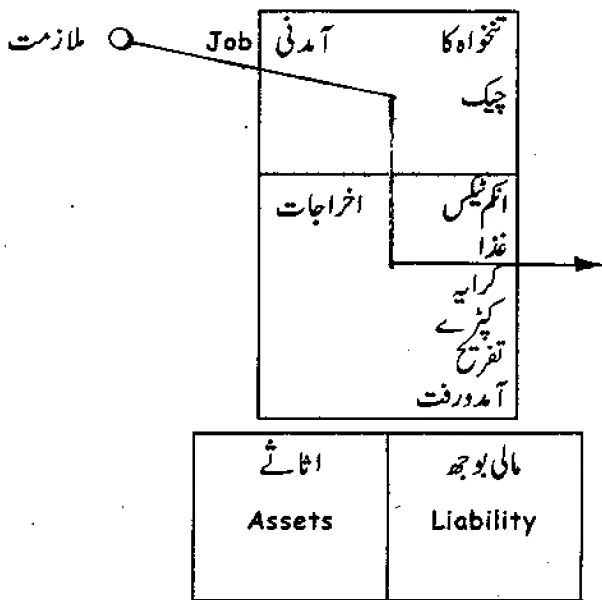 ملازمت Job آمدنی تنخواہ کا
چیک
اخراجات انکم ٹیکس
غذا
کرایہ
کپڑے
تفریح
آمدورفت
اثاثے مالی بوجھ
Assets Liability